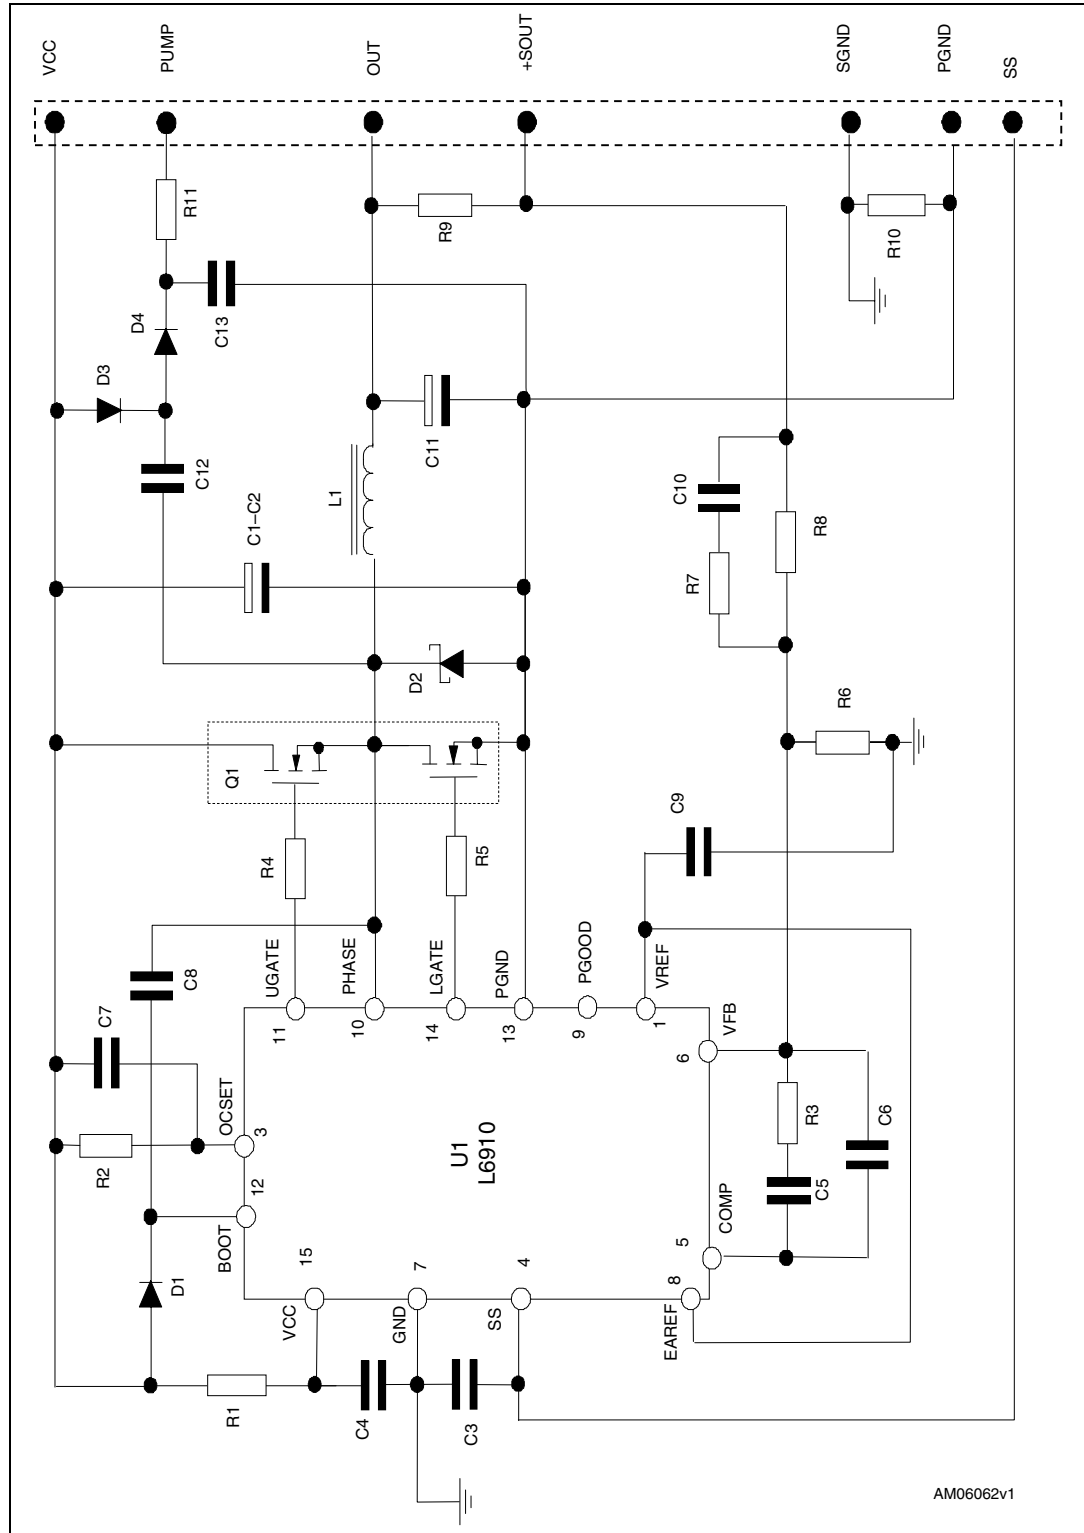 VCC
PUMP
OUT
+SOUT
SGND
PGND
SS
R11
R9
R10
D4
C13
D3
C12
C11
L1
C1–C2
C10
R7
R8
D2
Q1
R6
R4
R5
C9
C8
C7
R2
UGATE
PHASE
LGATE
PGND
PGOOD
VREF
11
10
14
13
9
1
OCSET
3
12
BOOT
VFB
6
U1
L6910
R3
C6
C5
COMP
5
D1
15
VCC
7
GND
4
SS
8
EAREF
R1
C4
C3
AM06062v1